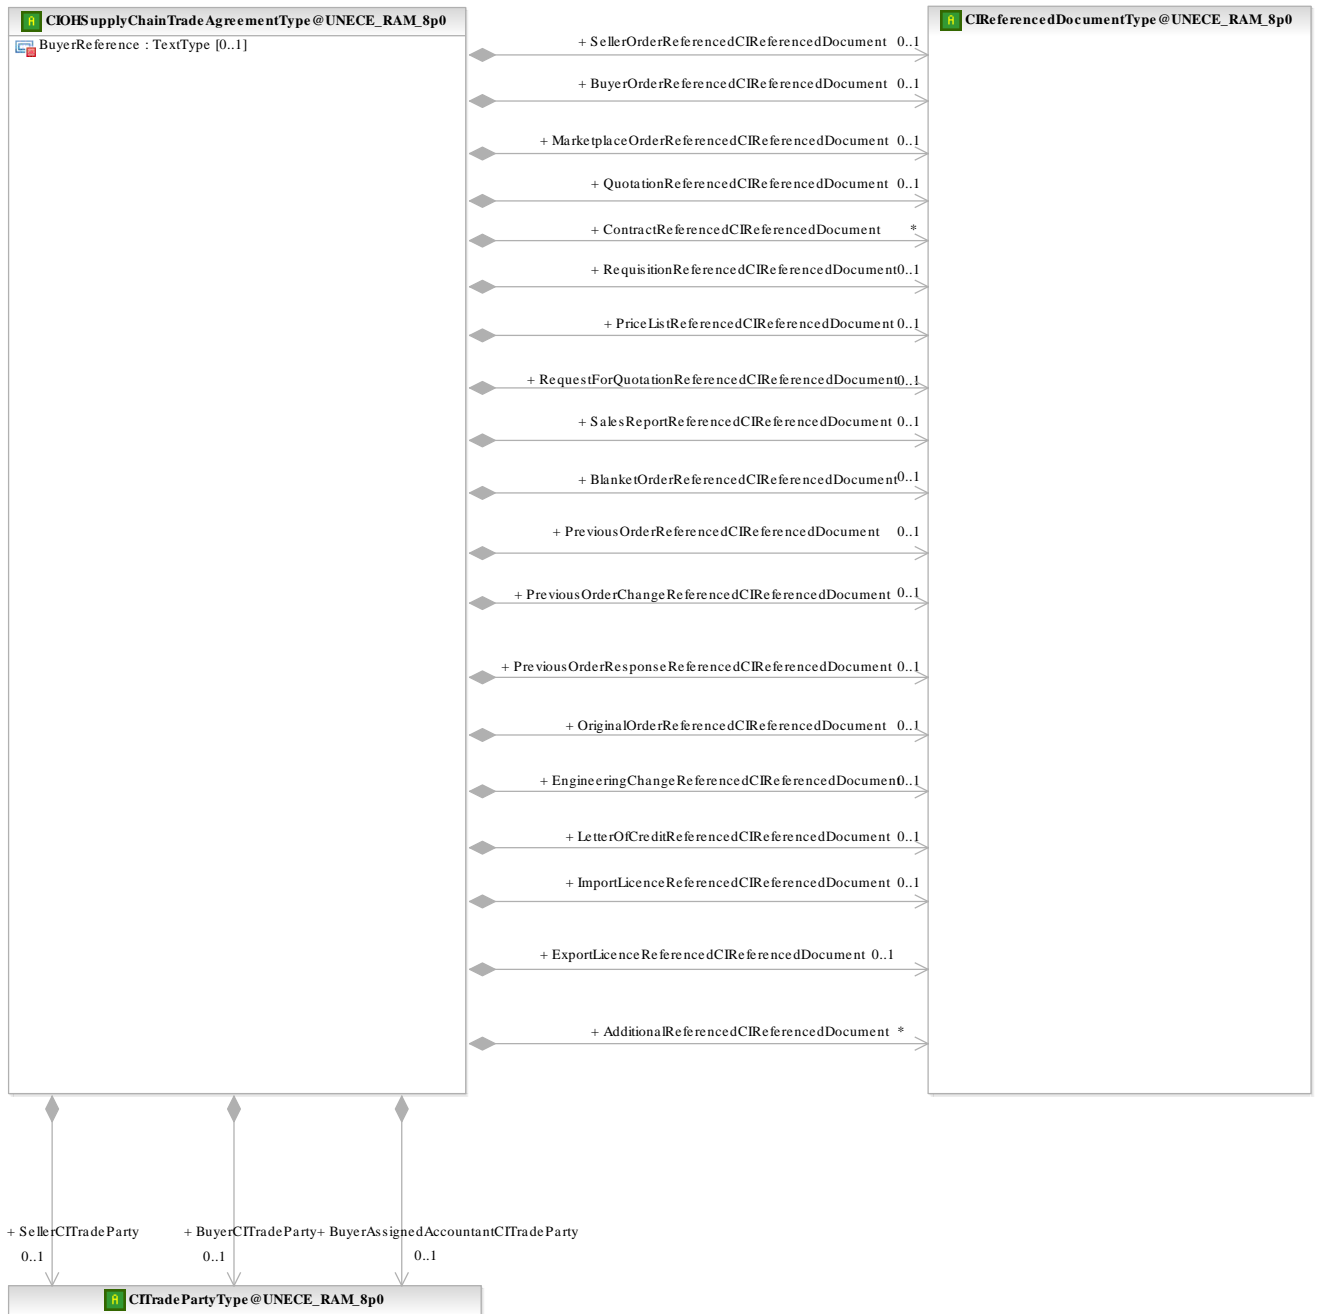 CIOHSupplyChainTradeAgreementType@UNECE_RAM_8p0
CIReferencedDocumentType@UNECE_RAM_8p0
BuyerReference : TextType [0..1]
+ SellerOrderReferencedCIReferencedDocument 0..1
+ BuyerOrderReferencedCIReferencedDocument 0..1
+ MarketplaceOrderReferencedCIReferencedDocument 0..1
+ QuotationReferencedCIReferencedDocument 0..1
+ ContractReferencedCIReferencedDocument *
+ RequisitionReferencedCIReferencedDocument 0..1
+ PriceListReferencedCIReferencedDocument 0..1
+ RequestForQuotationReferencedCIReferencedDocument 0..1
+ SalesReportReferencedCIReferencedDocument 0..1
+ BlanketOrderReferencedCIReferencedDocument 0..1
+ PreviousOrderReferencedCIReferencedDocument 0..1
+ PreviousOrderChangeReferencedCIReferencedDocument 0..1
+ PreviousOrderResponseReferencedCIReferencedDocument 0..1
+ OriginalOrderReferencedCIReferencedDocument 0..1
+ EngineeringChangeReferencedCIReferencedDocument 0..1
+ LetterOfCreditReferencedCIReferencedDocument 0..1
+ ImportLicenceReferencedCIReferencedDocument 0..1
+ ExportLicenceReferencedCIReferencedDocument 0..1
+ AdditionalReferencedCIReferencedDocument *
+ SellerCITradeParty + BuyerCITradeParty + BuyerAssignedAccountantCITradeParty
0..1 0..1 0..1
CITradePartyType@UNECE_RAM_8p0